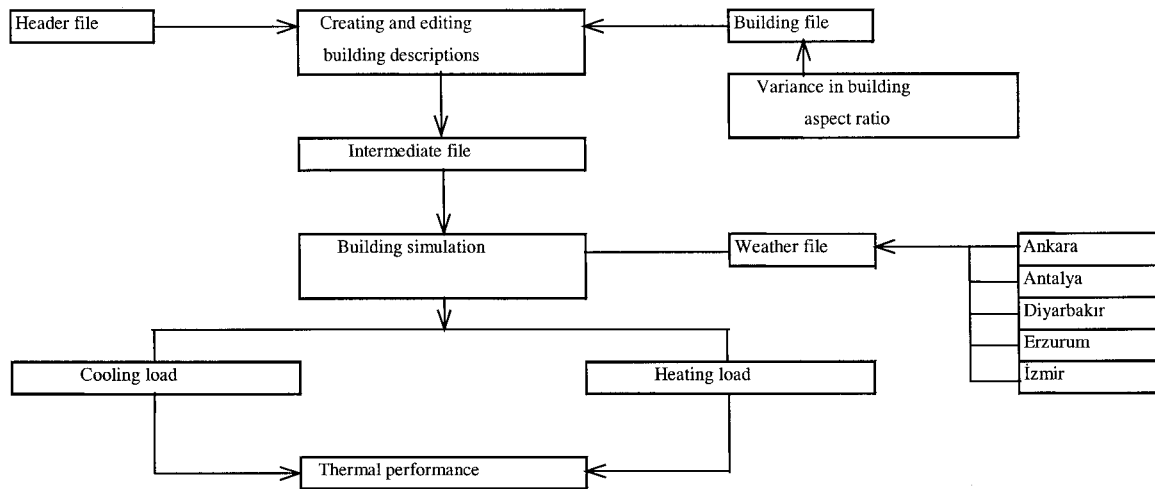 Header file
Creating and editing
building descriptions
Building file
Variance in building
aspect ratio
Intermediate file
Building simulation
Weather file
Ankara
Antalya
Diyarbakır
Erzurum
İzmir
Cooling load
Heating load
Thermal performance